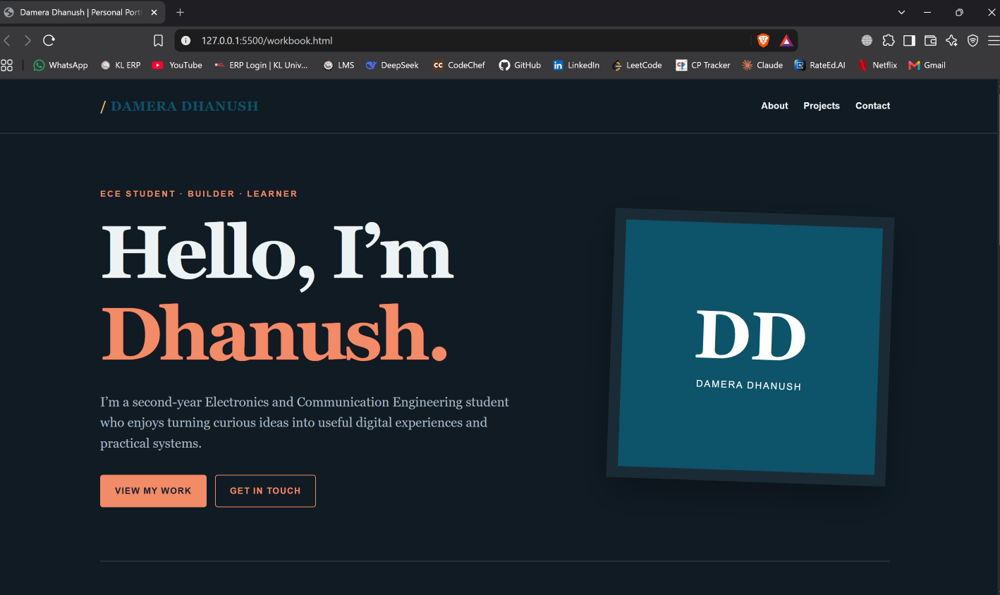 Damera Dhanush | Personal Port
127.0.0.1:5500/workbook.html
WhatsApp KL ERP YouTube ERP Login | KL Univ... LMS DeepSeek CC CodeChef GitHub LinkedIn LeetCode CP Tracker Claude RateEd.AI Netflix Gmail
/ DAMERA DHANUSH
About Projects Contact
ECE STUDENT · BUILDER · LEARNER
Hello, I’m
Dhanush.
I’m a second-year Electronics and Communication Engineering student
who enjoys turning curious ideas into useful digital experiences and
practical systems.
VIEW MY WORK GET IN TOUCH
DD
DAMERA DHANUSH